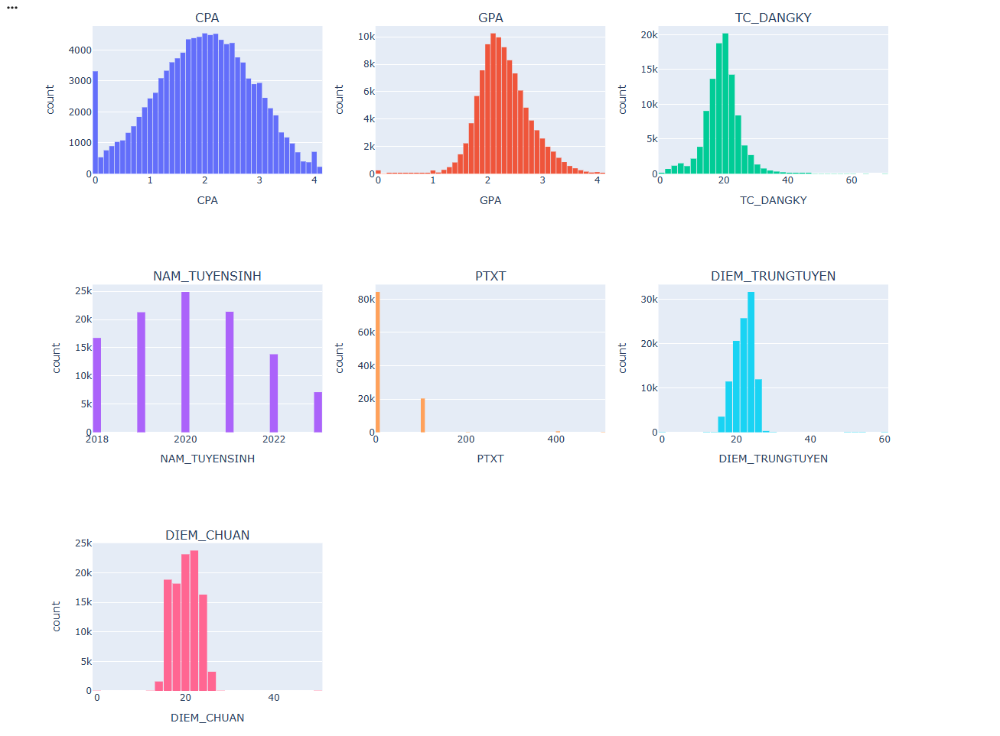 ...
CPA
GPA
TC_DANGKY
count
4000
3000
2000
1000
0
0 1 2 3 4
CPA
count
10k
8k
6k
4k
2k
0
0 1 2 3 4
GPA
count
20k
15k
10k
5k
0
0 20 40 60
TC_DANGKY
NAM_TUYENSINH
PTXT
DIEM_TRUNGTUYEN
count
25k
20k
15k
10k
5k
0
2018 2020 2022
NAM_TUYENSINH
count
80k
60k
40k
20k
0
0 200 400
PTXT
count
30k
20k
10k
0
0 20 40 60
DIEM_TRUNGTUYEN
DIEM_CHUAN
count
25k
20k
15k
10k
5k
0
0 20 40
DIEM_CHUAN